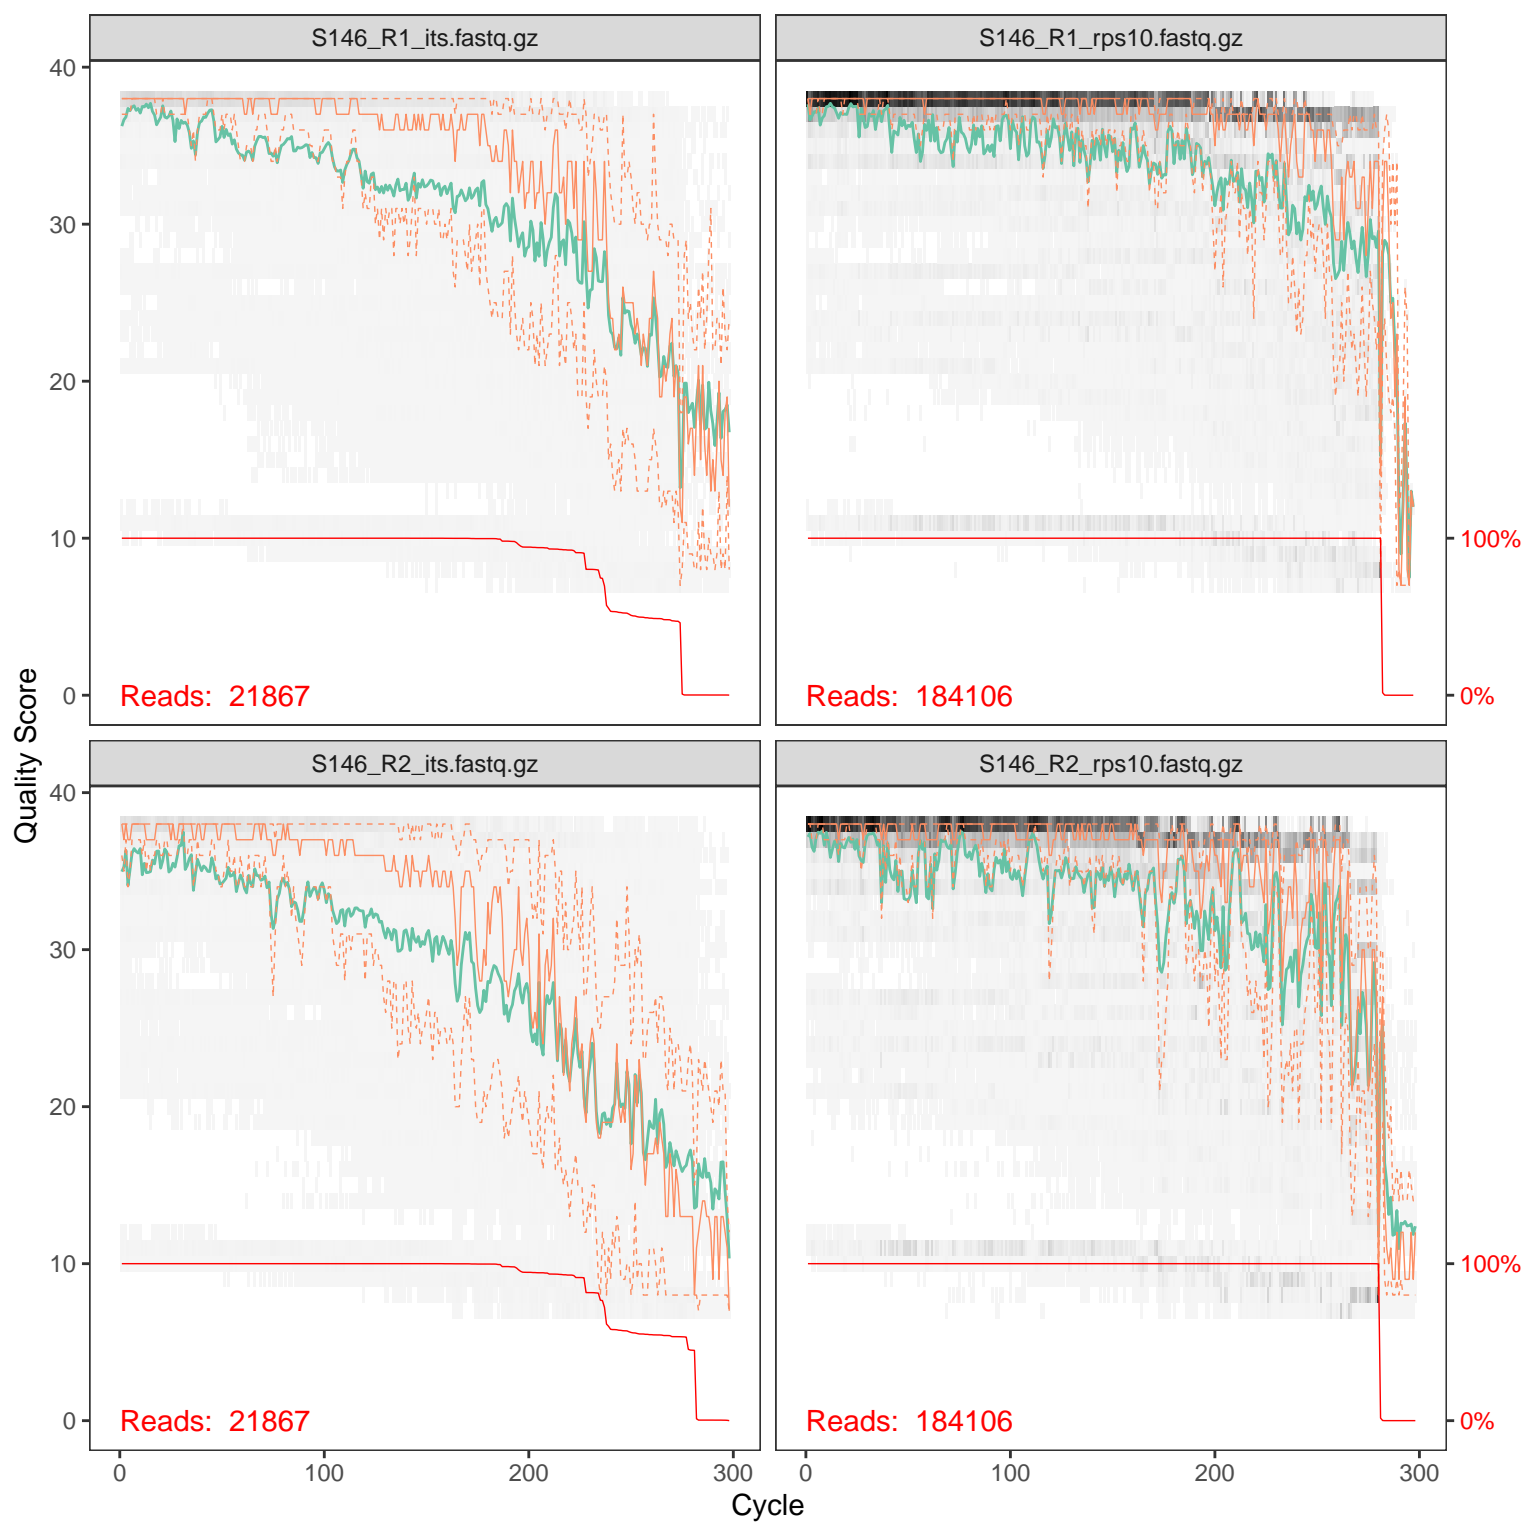 S146_R1_its.fastq.gz
S146_R1_rps10.fastq.gz
40
30
20
10
0
Reads: 21867
Reads: 184106
100%
0%
Quality Score
S146_R2_its.fastq.gz
S146_R2_rps10.fastq.gz
40
30
20
10
0
Reads: 21867
Reads: 184106
100%
0%
0 100 200 300
0 100 200 300
Cycle